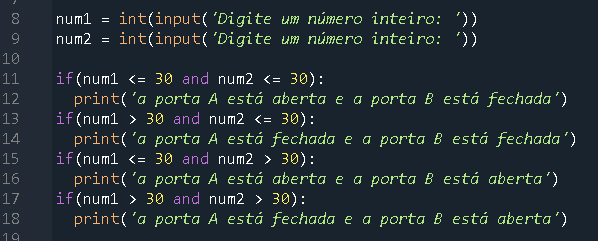 8 num1 = int(input('Digite um número inteiro: '))
9 num2 = int(input('Digite um número inteiro: '))
10
11 if(num1 <= 30 and num2 <= 30):
12 print('a porta A está aberta e a porta B está fechada')
13 if(num1 > 30 and num2 <= 30):
14 print('a porta A está fechada e a porta B está fechada')
15 if(num1 <= 30 and num2 > 30):
16 print('a porta A está aberta e a porta B está aberta')
17 if(num1 > 30 and num2 > 30):
18 print('a porta A está fechada e a porta B está aberta')
19